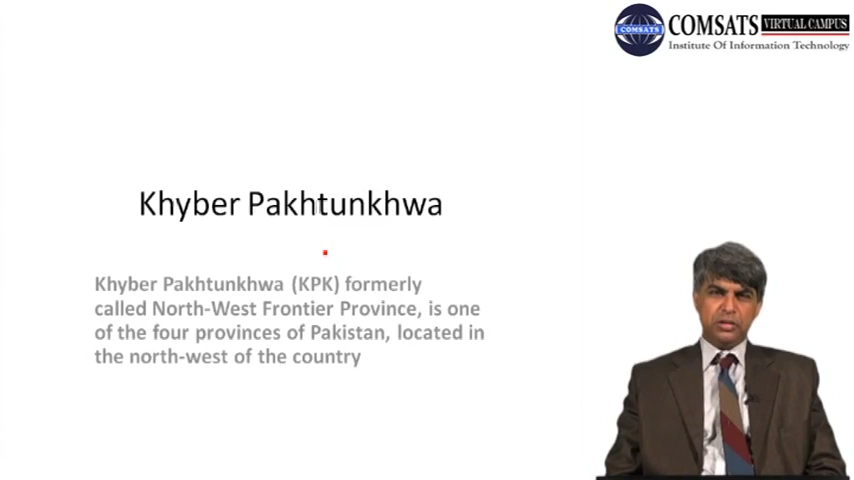 COMSATS VIRTUAL CAMPUS
Institute Of Information Technology
COMSATS
Khyber Pakhtunkhwa
Khyber Pakhtunkhwa (KPK) formerly
called North-West Frontier Province, is one
of the four provinces of Pakistan, located in
the north-west of the country